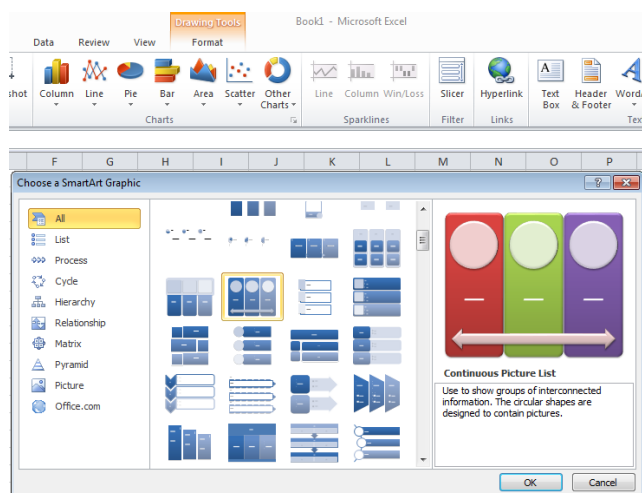 Drawing Tools
Book1 - Microsoft Excel
Data Review View Format
Column Line Pie Bar Area Scatter Other Charts
Line Column Win/Loss
Slicer
Hyperlink
Text Box
Header & Footer
Charts
Sparklines
Filter
Links
F G H I J K L M N O P
Choose a SmartArt Graphic
All
List
Process
Cycle
Hierarchy
Relationship
Matrix
Pyramid
Picture
Office.com
Continuous Picture List
Use to show groups of interconnected
information. The circular shapes are
designed to contain pictures.
OK Cancel